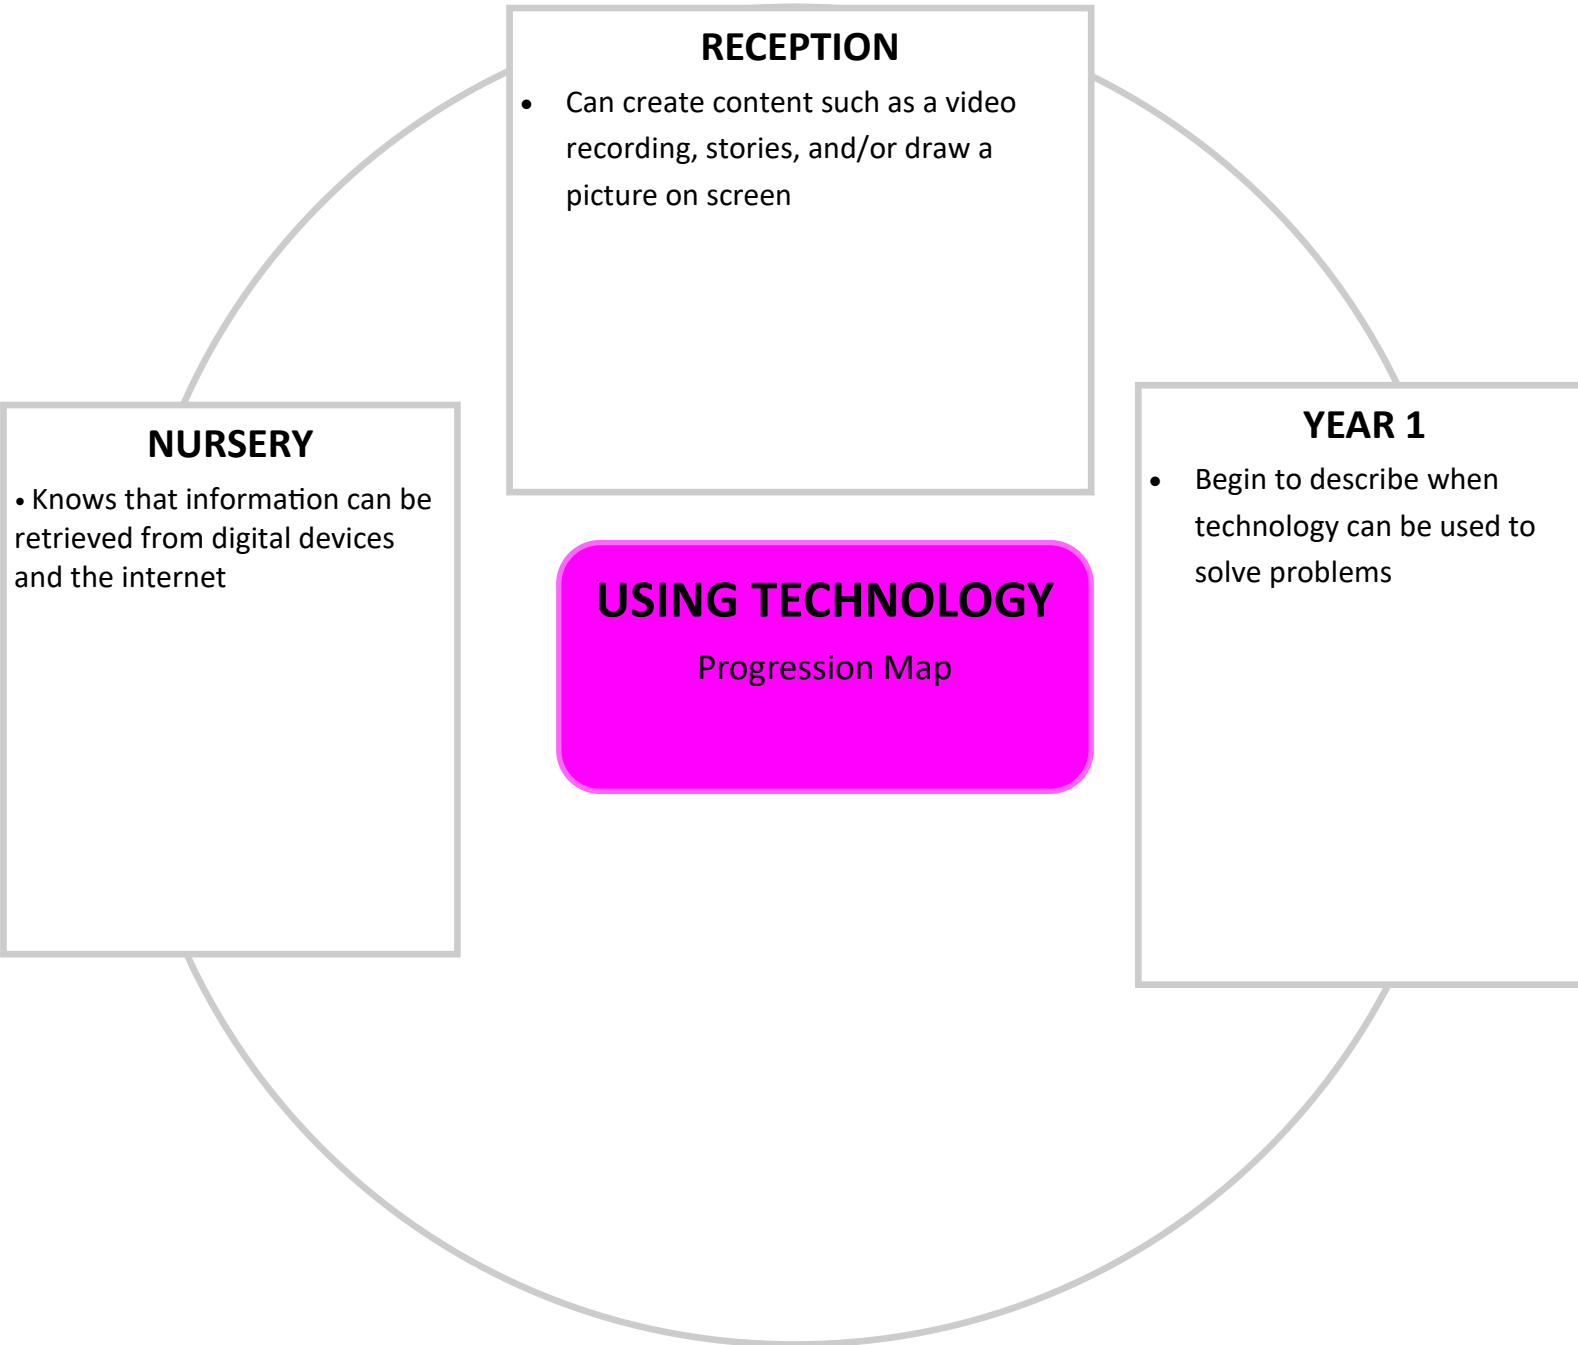 RECEPTION
• Can create content such as a video
recording, stories, and/or draw a
picture on screen
NURSERY
• Knows that information can be
retrieved from digital devices
and the internet
YEAR 1
• Begin to describe when
technology can be used to
solve problems
USING TECHNOLOGY
Progression Map